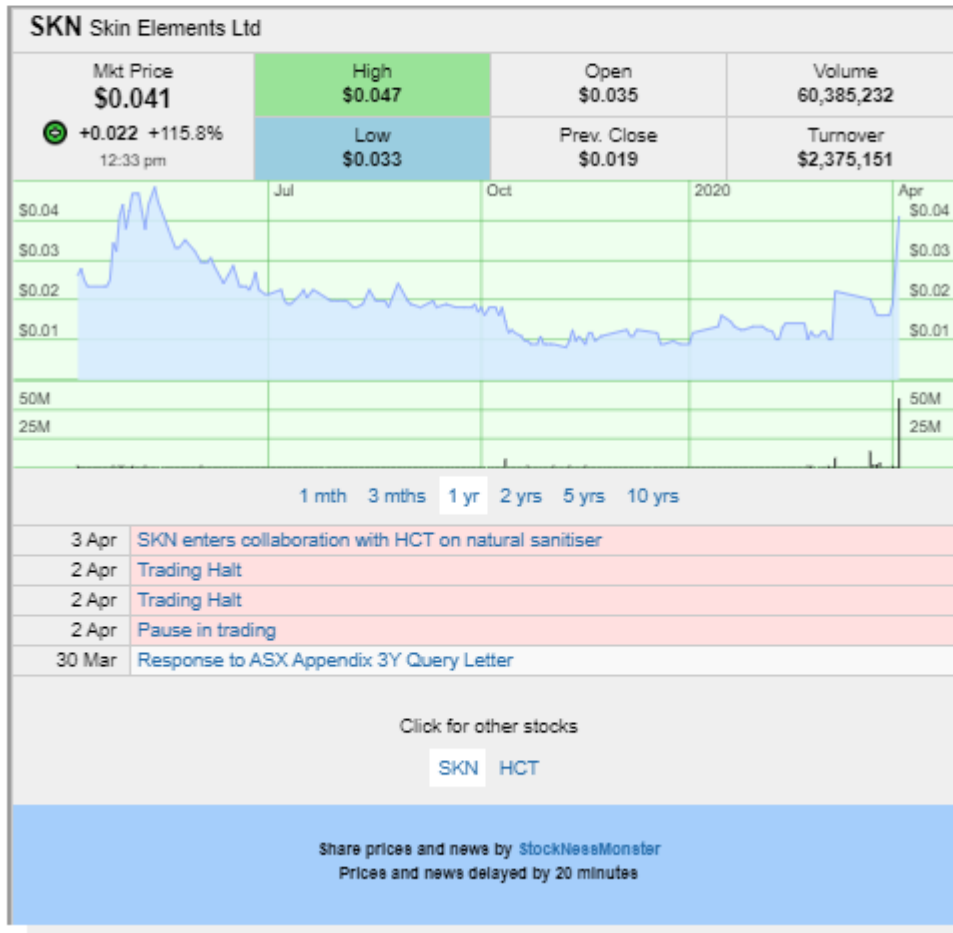 SKN Skin Elements Ltd
Mkt Price
$0.041
+0.022 +115.8%
12:33 pm
High
$0.047
Open
$0.035
Volume
60,385,232
Low
$0.033
Prev. Close
$0.019
Turnover
$2,375,151
Jul Oct 2020 Apr
$0.04 $0.04
$0.03 $0.03
$0.02 $0.02
$0.01 $0.01
50M 50M
25M 25M
1 mth 3 mths 1 yr 2 yrs 5 yrs 10 yrs
3 Apr SKN enters collaboration with HCT on natural sanitiser
2 Apr Trading Halt
2 Apr Trading Halt
2 Apr Pause in trading
30 Mar Response to ASX Appendix 3Y Query Letter
Click for other stocks
SKN HCT
Share prices and news by StockNessMonster
Prices and news delayed by 20 minutes